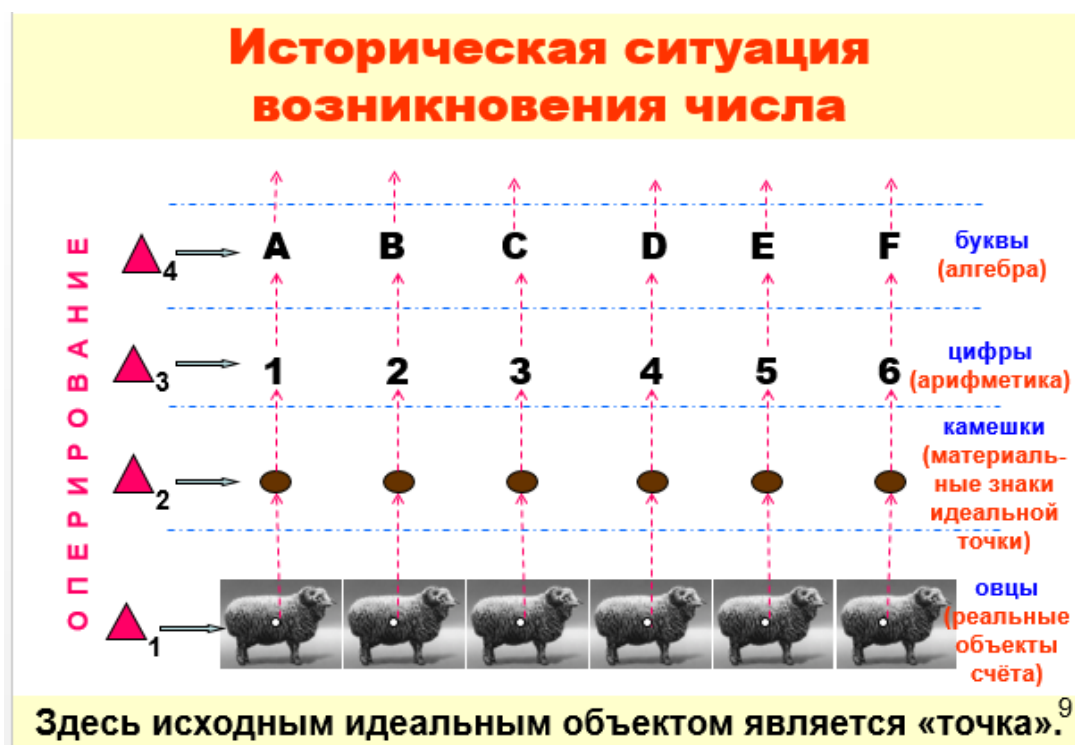 Историческая ситуация
возникновения числа
ОПЕРИРОВАНИЕ
4
A B C D E F
буквы
(алгебра)
3
1 2 3 4 5 6
цифры
(арифметика)
2
камешки
(материаль-
ные знаки
идеальной
точки)
1
овцы
(реальные
объекты
счёта)
Здесь исходным идеальным объектом является «точка».
9